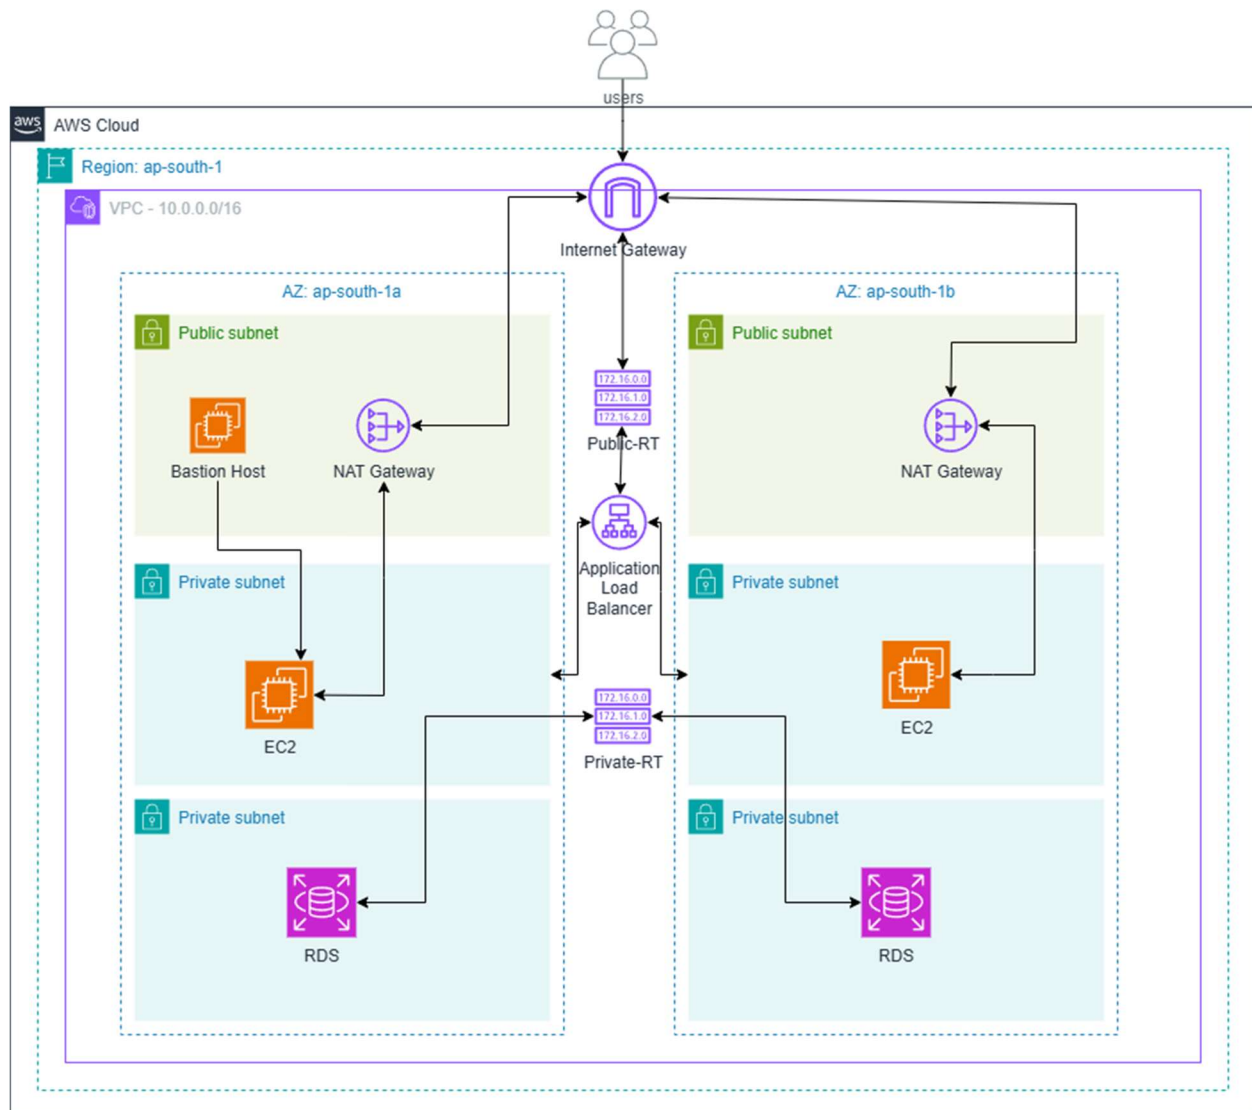 users
aws
AWS Cloud
Region: ap-south-1
VPC - 10.0.0.0/16
Internet Gateway
AZ: ap-south-1a
AZ: ap-south-1b
Public subnet
Public subnet
172.16.0.0
172.16.1.0
172.16.2.0
Public-RT
Bastion Host
NAT Gateway
NAT Gateway
Application
Load
Balancer
Private subnet
Private subnet
EC2
EC2
172.16.0.0
172.16.1.0
172.16.2.0
Private-RT
Private subnet
Private subnet
RDS
RDS